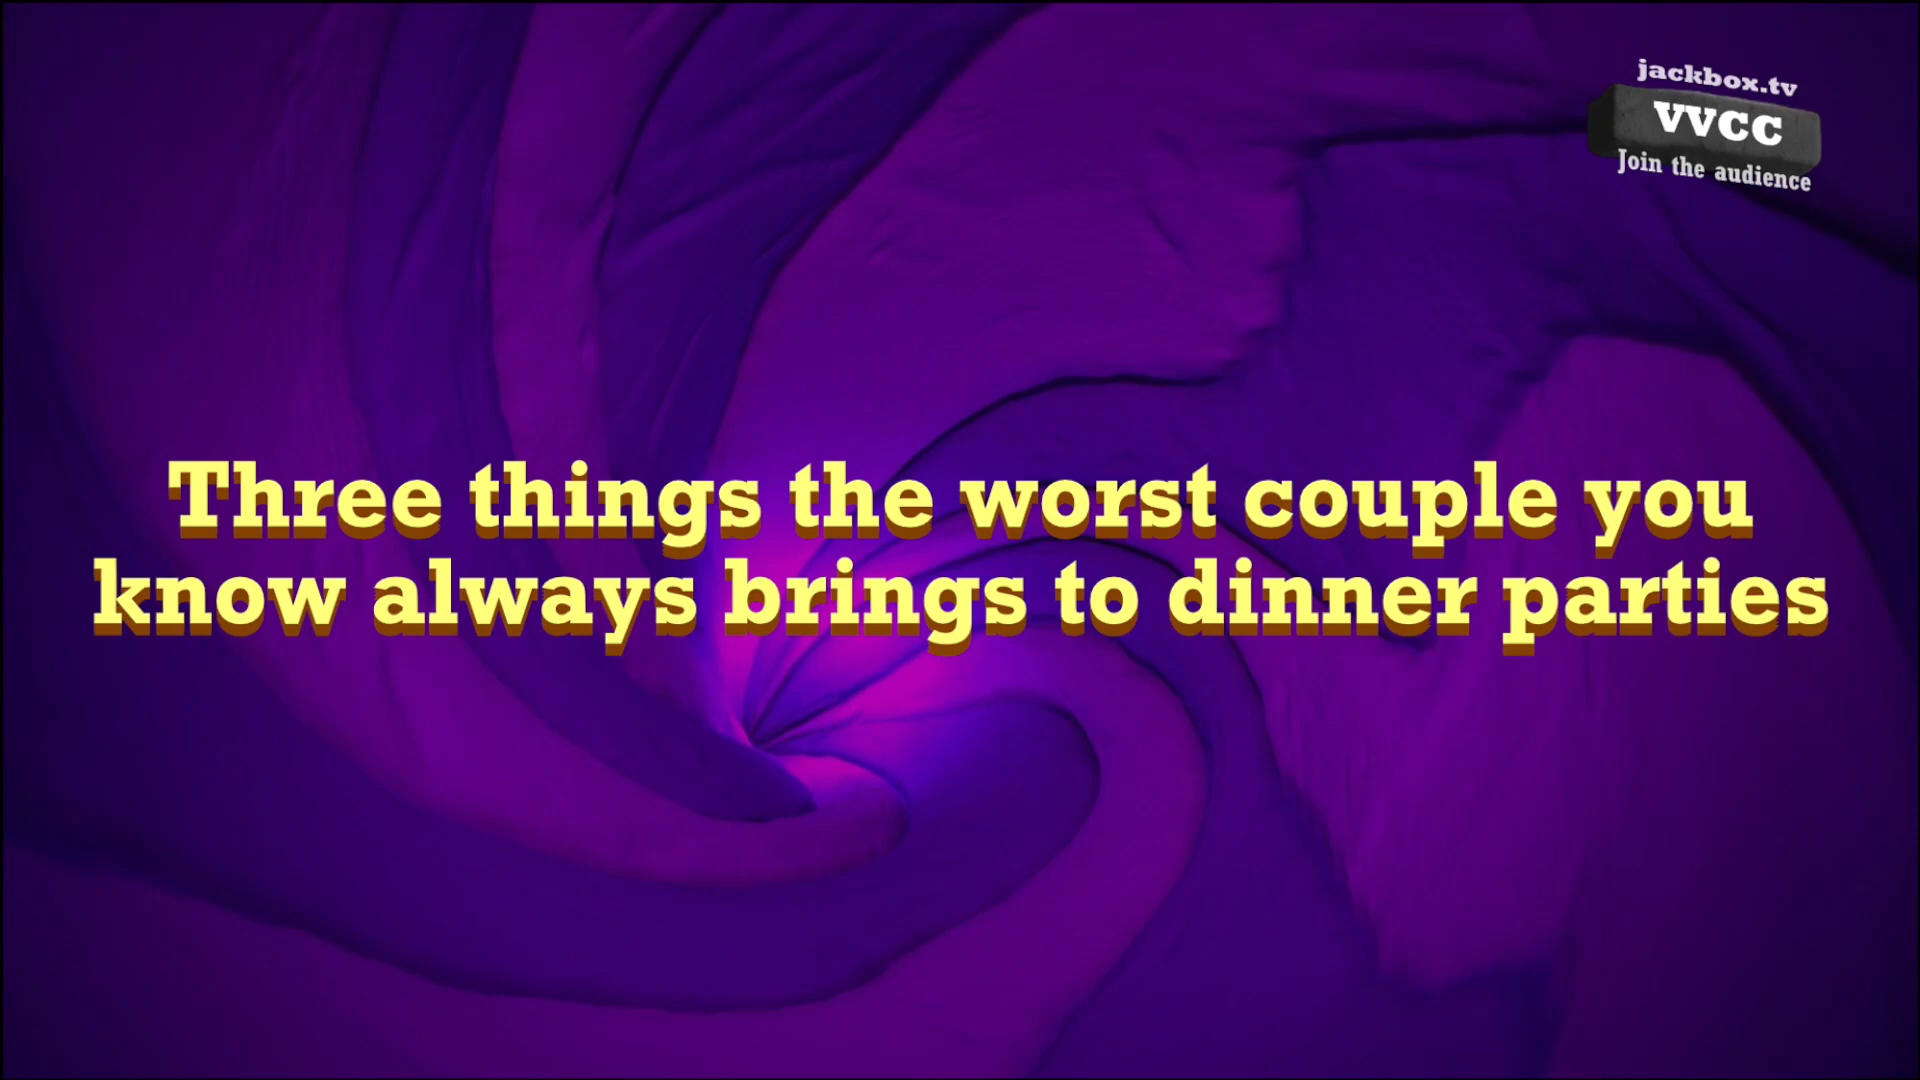 jackbox.tv
VVCC
Join the audience
Three things the worst couple you
know always brings to dinner parties